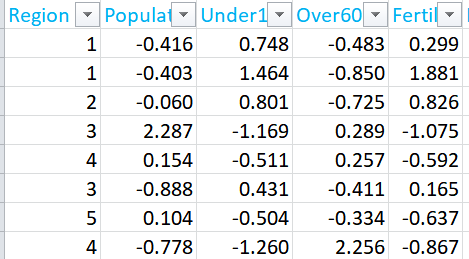 Region Populat Under1 Over60 Fertil
1 -0.416 0.748 -0.483 0.299
1 -0.403 1.464 -0.850 1.881
2 -0.060 0.801 -0.725 0.826
3 2.287 -1.169 0.289 -1.075
4 0.154 -0.511 0.257 -0.592
3 -0.888 0.431 -0.411 0.165
5 0.104 -0.504 -0.334 -0.637
4 -0.778 -1.260 2.256 -0.867